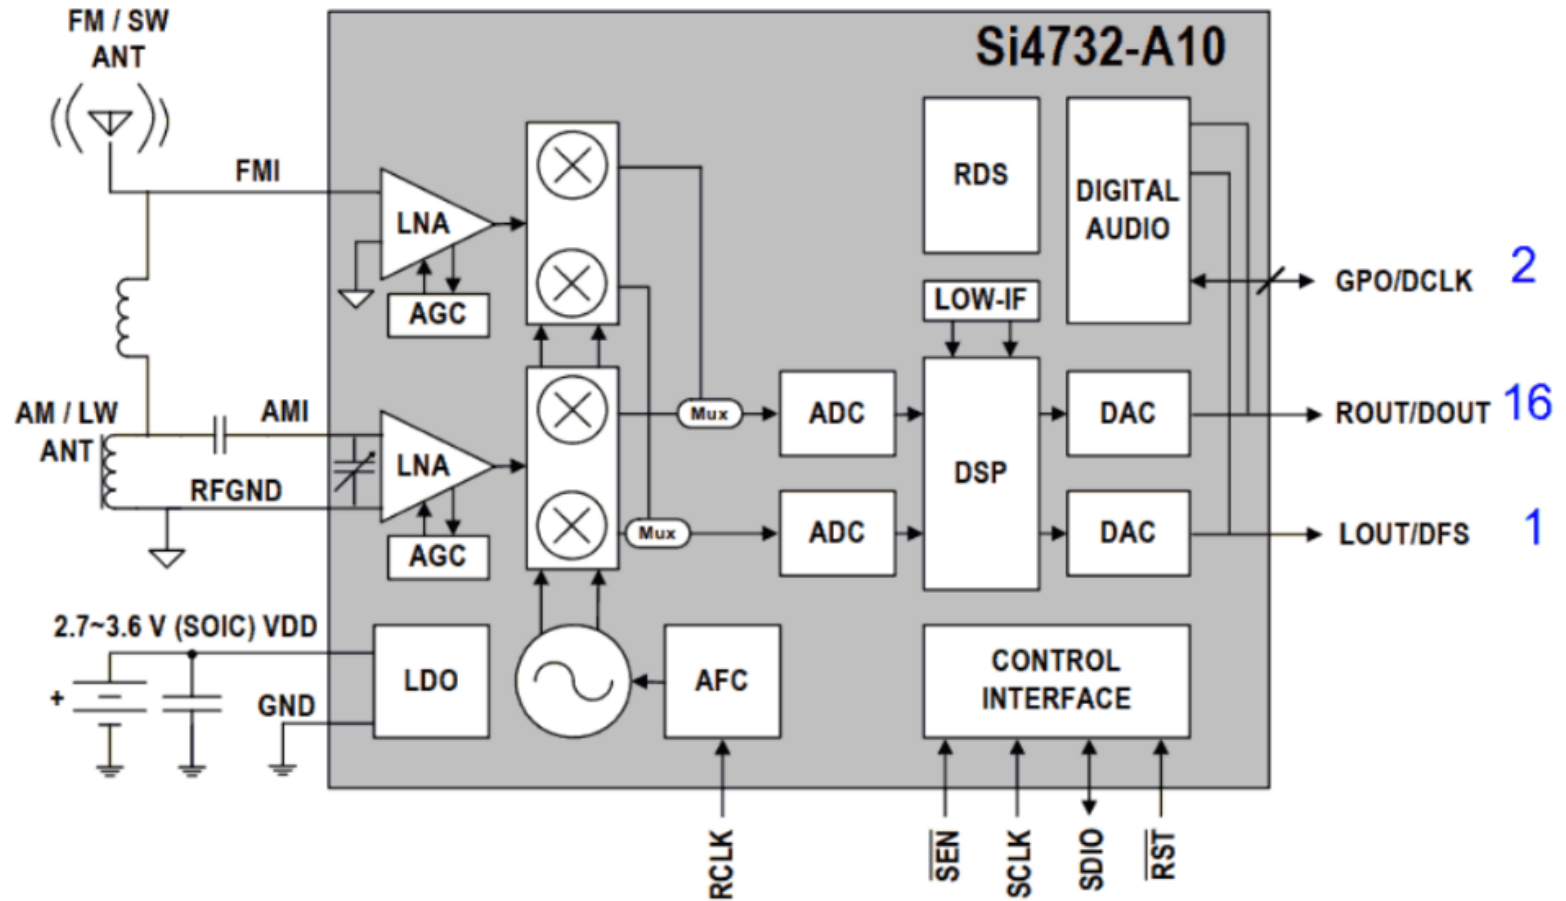 FM / SW
ANT
Si4732-A10
FMI
LNA
AGC
RDS
DIGITAL
AUDIO
LOW-IF
GPO/DCLK 2
AM / LW
ANT
AMI
RFGND
LNA
AGC
Mux
Mux
ADC
ADC
DSP
DAC
DAC
ROUT/DOUT 16
LOUT/DFS 1
2.7~3.6 V (SOIC) VDD
+
GND
LDO
AFC
CONTROL
INTERFACE
RCLK
SEN
SCLK
SDIO
RST